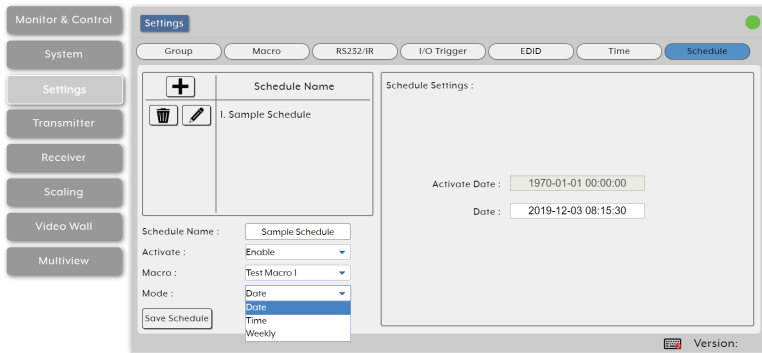 Monitor & Control
System
Settings
Transmitter
Receiver
Scaling
Video Wall
Multiview
Settings
Group
Macro
RS232/IR
I/O Trigger
EDID
Time
Schedule
Schedule Name
1. Sample Schedule
Schedule Name : Sample Schedule
Activate : Enable
Macro : Test Macro 1
Mode : Date
Date
Time
Weekly
Save Schedule
Schedule Settings :
Activate Date : 1970-01-01 00:00:00
Date : 2019-12-03 08:15:30
Version: